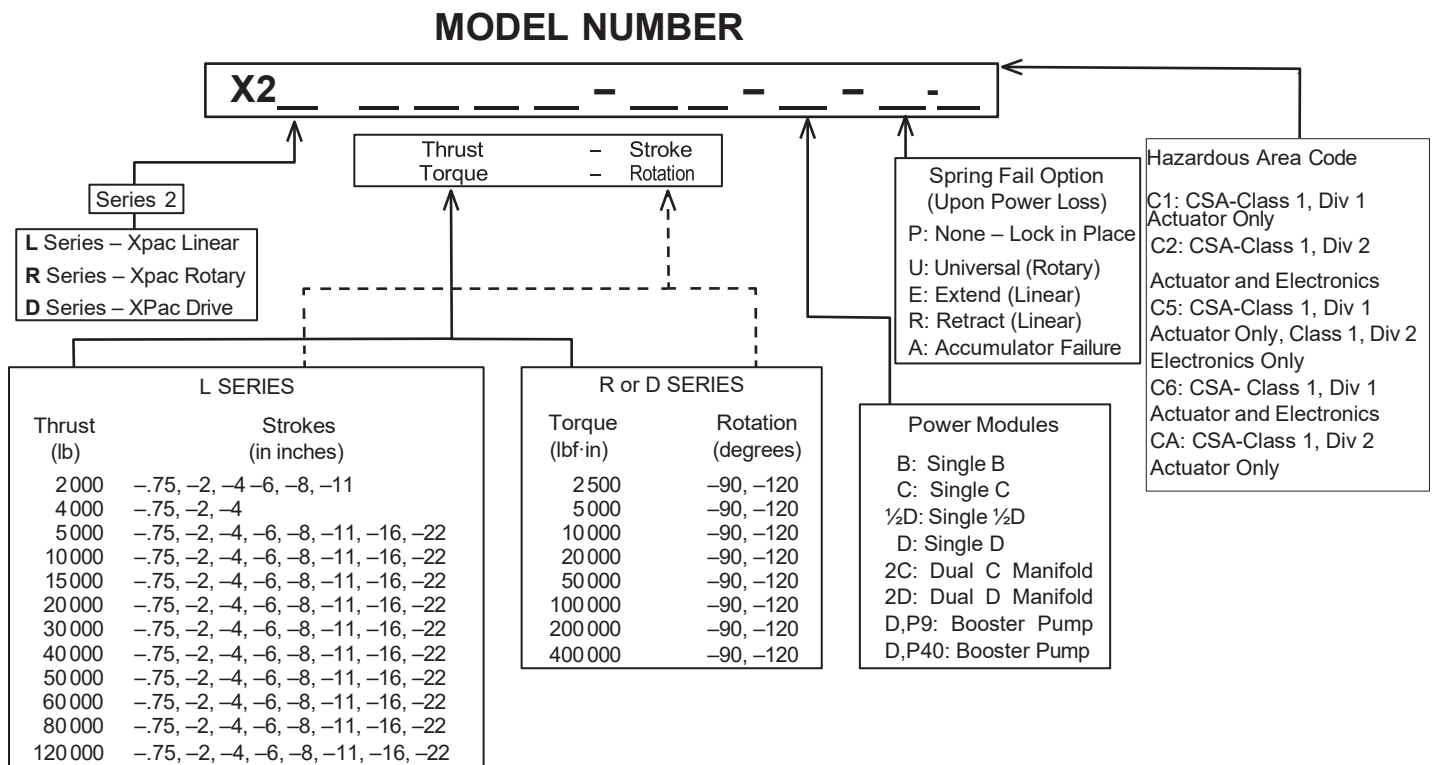 MODEL NUMBER
X2__ __ __ __ __ – __ __ – __ – __ - __
Thrust – Stroke
Torque – Rotation
Series 2
L Series – Xpac Linear
R Series – Xpac Rotary
D Series – XPac Drive
Spring Fail Option
(Upon Power Loss)
P: None – Lock in Place
U: Universal (Rotary)
E: Extend (Linear)
R: Retract (Linear)
A: Accumulator Failure
Hazardous Area Code
C1: CSA-Class 1, Div 1
Actuator Only
C2: CSA-Class 1, Div 2
Actuator and Electronics
C5: CSA-Class 1, Div 1
Actuator Only, Class 1, Div 2
Electronics Only
C6: CSA- Class 1, Div 1
Actuator and Electronics
CA: CSA-Class 1, Div 2
Actuator Only
L SERIES
Thrust Strokes
(lb) (in inches)
2 000 –.75, –2, –4 –6, –8, –11
4 000 –.75, –2, –4
5 000 –.75, –2, –4, –6, –8, –11, –16, –22
10 000 –.75, –2, –4, –6, –8, –11, –16, –22
15 000 –.75, –2, –4, –6, –8, –11, –16, –22
20 000 –.75, –2, –4, –6, –8, –11, –16, –22
30 000 –.75, –2, –4, –6, –8, –11, –16, –22
40 000 –.75, –2, –4, –6, –8, –11, –16, –22
50 000 –.75, –2, –4, –6, –8, –11, –16, –22
60 000 –.75, –2, –4, –6, –8, –11, –16, –22
80 000 –.75, –2, –4, –6, –8, –11, –16, –22
120 000 –.75, –2, –4, –6, –8, –11, –16, –22
R or D SERIES
Torque Rotation
(lbf·in) (degrees)
2 500 –90, –120
5 000 –90, –120
10 000 –90, –120
20 000 –90, –120
50 000 –90, –120
100 000 –90, –120
200 000 –90, –120
400 000 –90, –120
Power Modules
B: Single B
C: Single C
½D: Single ½D
D: Single D
2C: Dual C Manifold
2D: Dual D Manifold
D,P9: Booster Pump
D,P40: Booster Pump